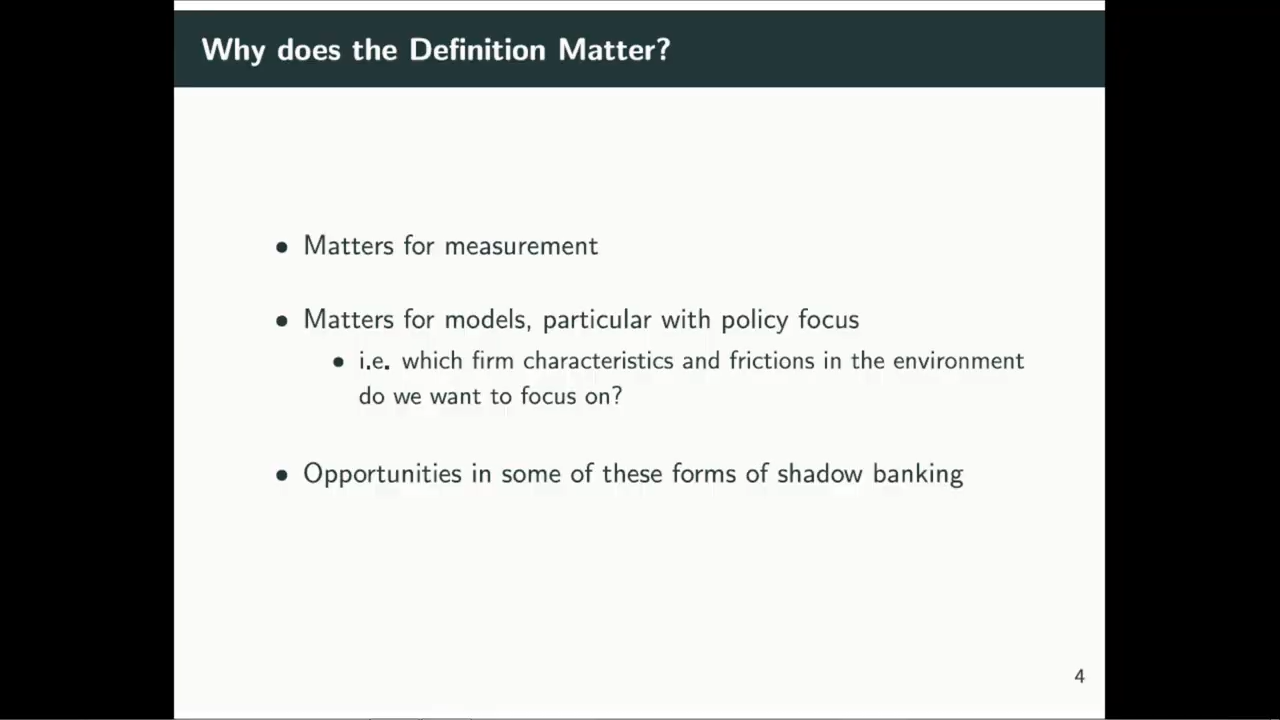 Why does the Definition Matter?
• Matters for measurement
• Matters for models, particular with policy focus
• i.e. which firm characteristics and frictions in the environment
do we want to focus on?
• Opportunities in some of these forms of shadow banking
4